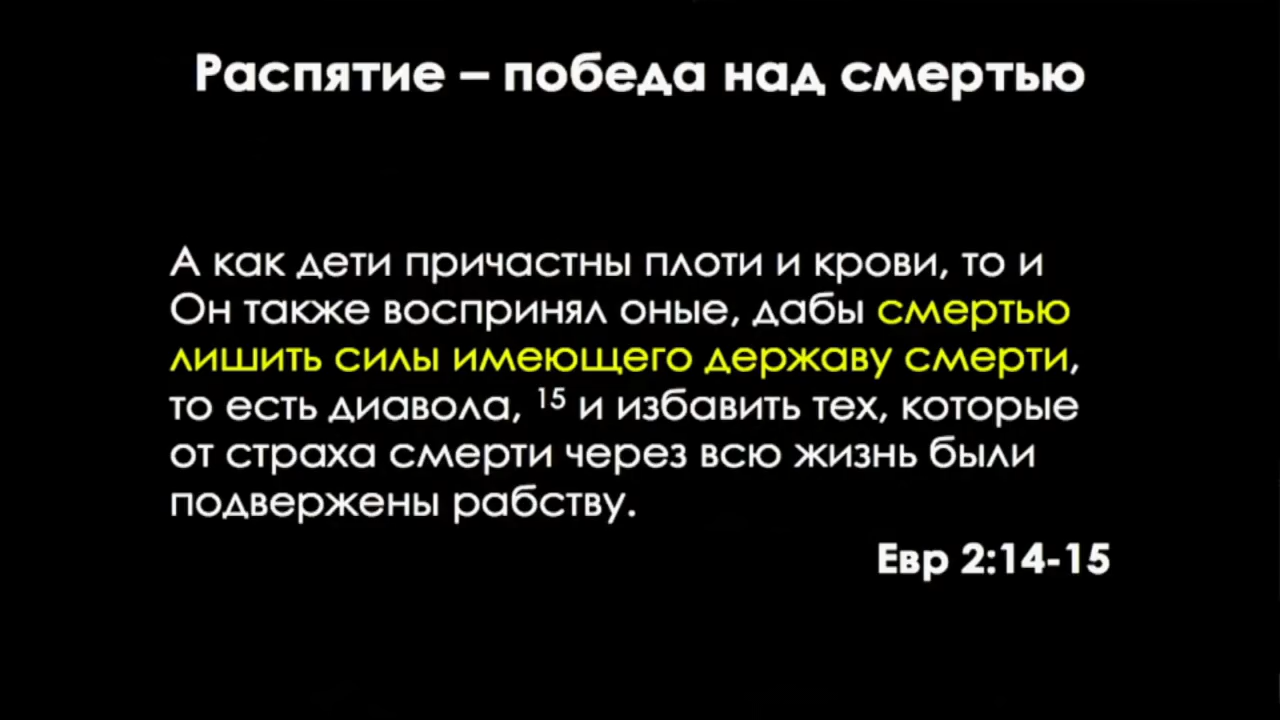 Распятие – победа над смертью
А как дети причастны плоти и крови, то и
Он также воспринял оные, дабы смертью
лишить силы имеющего державу смерти,
то есть диавола, ¹⁵ и избавить тех, которые
от страха смерти через всю жизнь были
подвержены рабству.
Евр 2:14-15